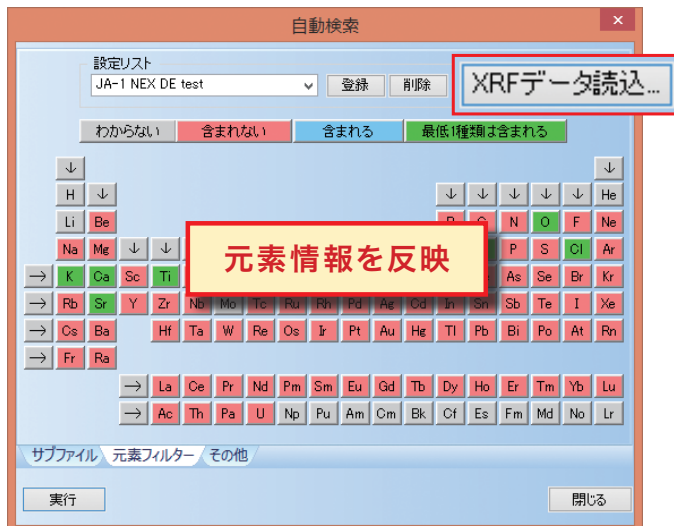 自動検索
×
設定リスト
JA-1 NEX DE test 登録 削除 XRFデータ読込...
わからない 含まれない 含まれる 最低1種類は含まれる
↓ ↓
H ↓ ↓ ↓ ↓ ↓ ↓ He
Li Be N O F Ne
Na Mg ↓ ↓ P S Cl Ar
元素情報を反映
→ K Ca Sc Ti As Se Br Kr
→ Rb Sr Y Zr Nb Mo Tc Ru Rh Pd Ag Cd In Sn Sb Te I Xe
→ Cs Ba Hf Ta W Re Os Ir Pt Au Hg Tl Pb Bi Po At Rn
→ Fr Ra
→ La Ce Pr Nd Pm Sm Eu Gd Tb Dy Ho Er Tm Yb Lu
→ Ac Th Pa U Np Pu Am Cm Bk Cf Es Fm Md No Lr
サブファイル 元素フィルター その他
実行 閉じる